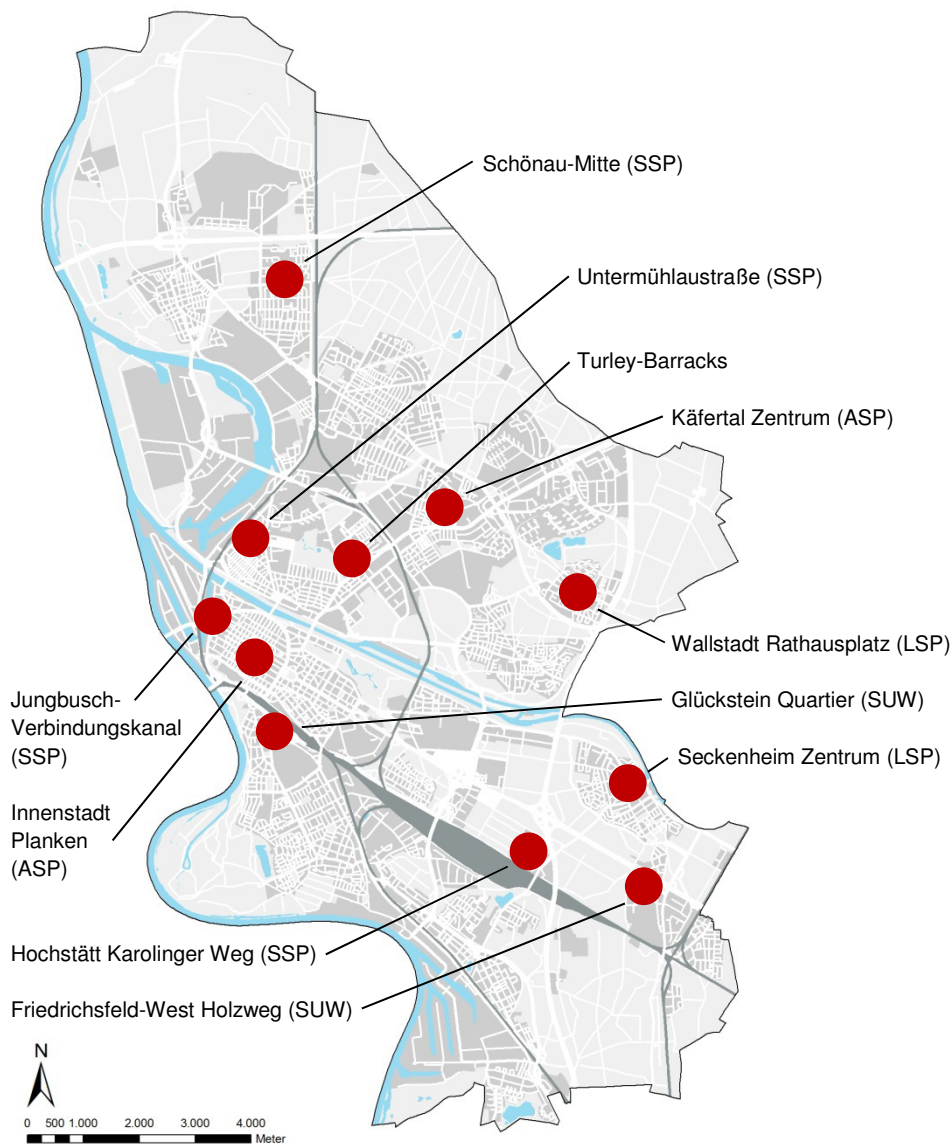 Schönau-Mitte (SSP)
Untermühlaustraße (SSP)
Turley-Barracks
Käfertal Zentrum (ASP)
Wallstadt Rathausplatz (LSP)
Jungbusch-
Verbindungskanal
(SSP)
Glückstein Quartier (SUW)
Seckenheim Zentrum (LSP)
Innenstadt
Planken
(ASP)
Hochstätt Karolinger Weg (SSP)
Friedrichsfeld-West Holzweg (SUW)
N
0 500 1.000 2.000 3.000 4.000
Meter